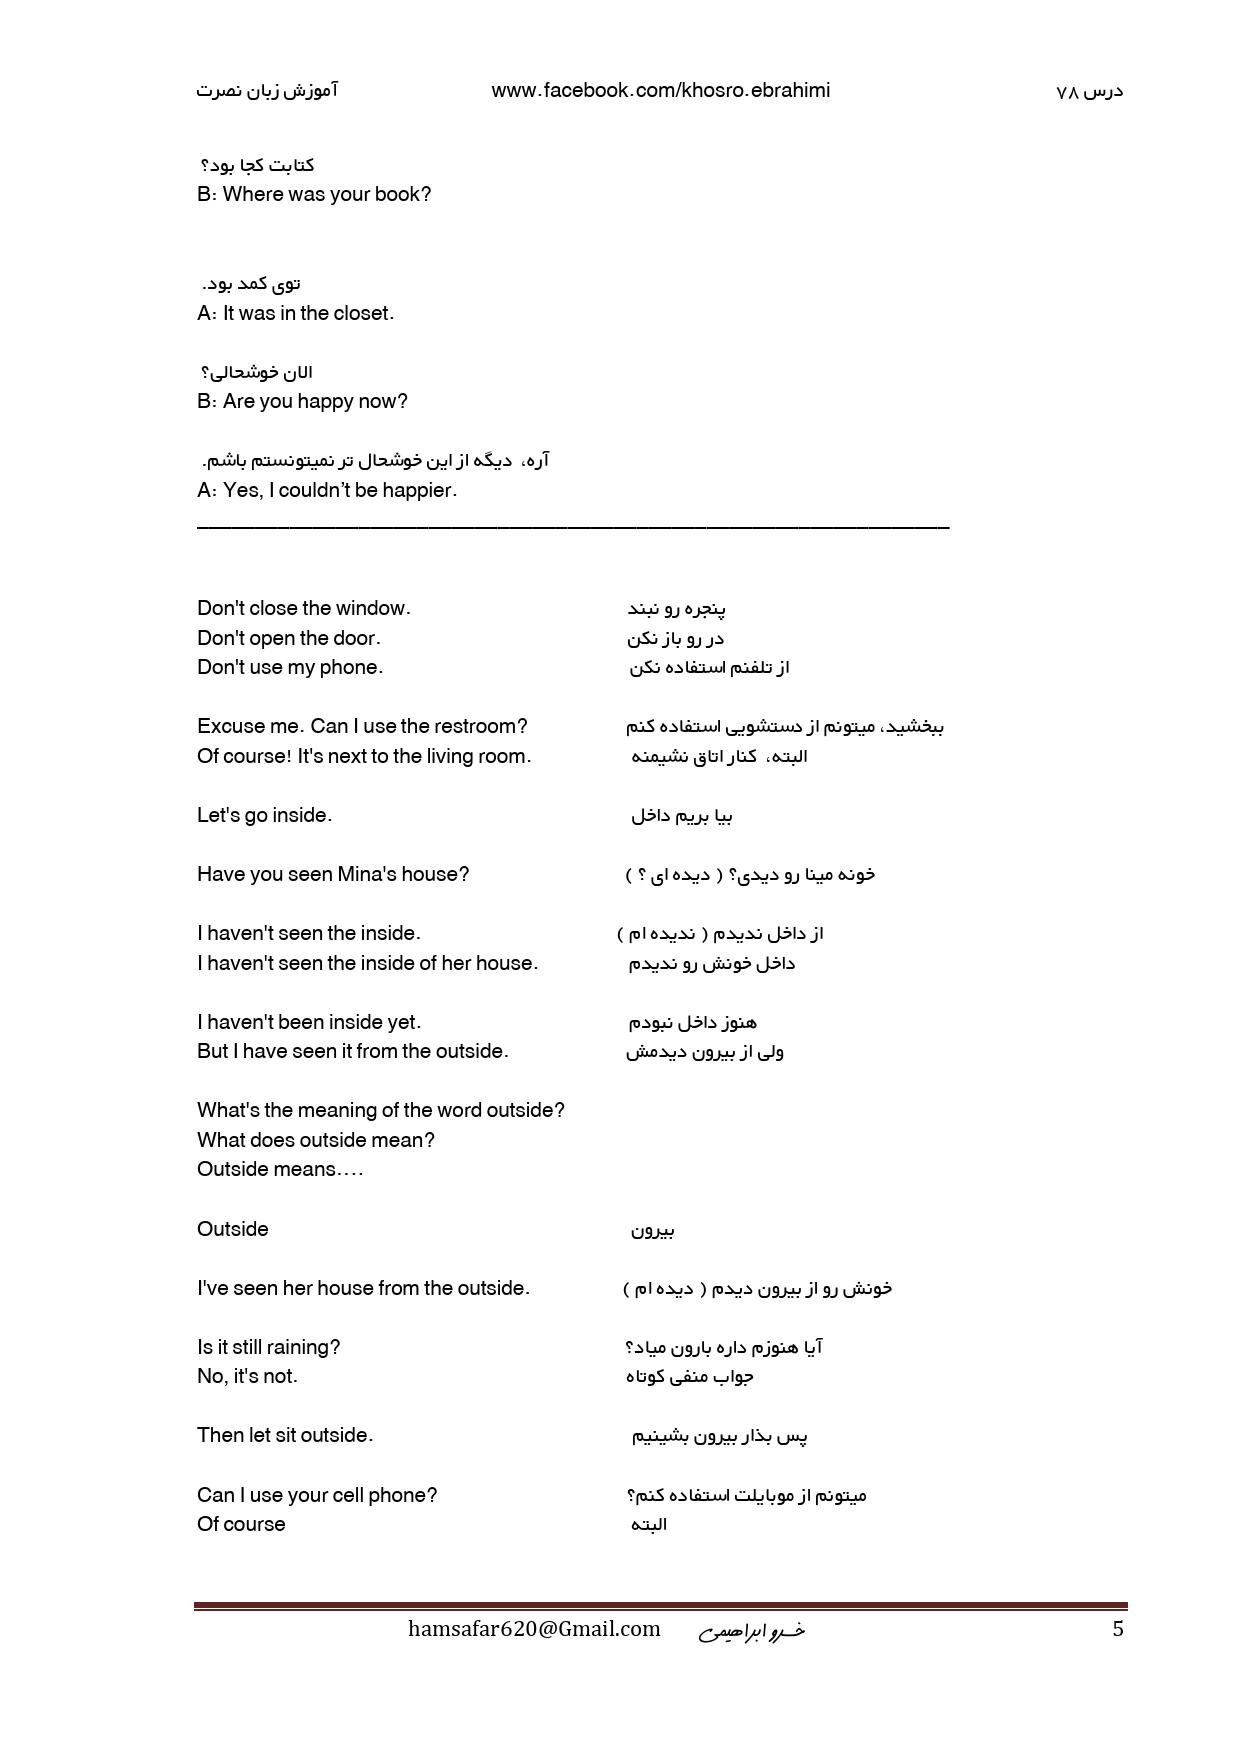 آموزش زبان نصرت www.facebook.com/khosro.ebrahimi درس ۷۸
کتابت کجا بود؟
B: Where was your book?
توی کمد بود.
A: It was in the closet.
الان خوشحالی؟
B: Are you happy now?
آره، دیگه از این خوشحال تر نمیتونستم باشم.
A: Yes, I couldn’t be happier.
Don't close the window. پنجره رو نبند
Don't open the door. در رو باز نکن
Don't use my phone. از تلفنم استفاده نکن
Excuse me. Can I use the restroom? ببخشید، میتونم از دستشویی استفاده کنم
Of course! It's next to the living room. البته، کنار اتاق نشیمنه
Let's go inside. بیا بریم داخل
Have you seen Mina's house? خونه مینا رو دیدی؟ ( دیده ای ؟ )
I haven't seen the inside. از داخل ندیدم ( ندیده ام )
I haven't seen the inside of her house. داخل خونش رو ندیدم
I haven't been inside yet. هنوز داخل نبودم
But I have seen it from the outside. ولی از بیرون دیدمش
What's the meaning of the word outside?
What does outside mean?
Outside means....
Outside بیرون
I've seen her house from the outside. خونش رو از بیرون دیدم ( دیده ام )
Is it still raining? آیا هنوزم داره بارون میاد؟
No, it's not. جواب منفی کوتاه
Then let sit outside. پس بذار بیرون بشینیم
Can I use your cell phone? میتونم از موبایلت استفاده کنم؟
Of course البته
hamsafar620@Gmail.com خسرو ابراهیمی 5